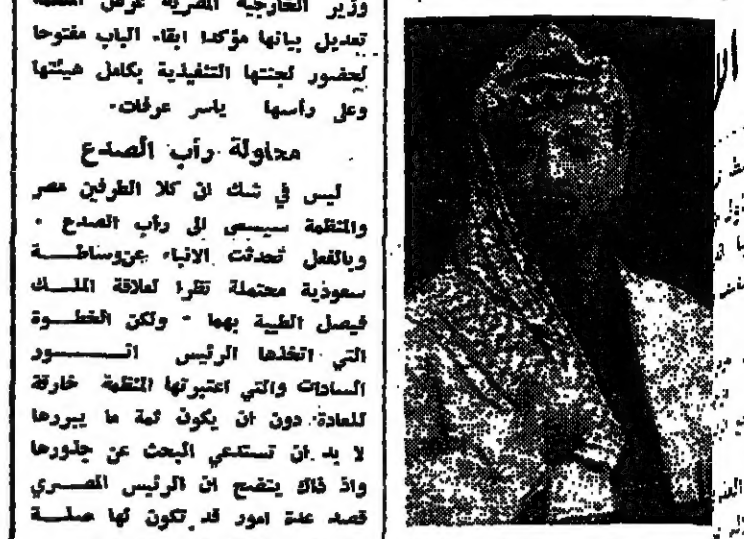 وزير الخارجية المصرية عرض
تعديل بيانها مؤكدا ابقاء الباب مفتوحا
لحضور لجنتها التنفيذية بكامل هيئتها
وعلى رأسها ياسر عرفات.
محاولة رأب الصدع
ليس في شك ان كلا الطرفين مصر
والمنظمة سيسعى الى رأب الصدع .
وبالفعل تحدثت الانباء عن وساطة
سعودية محتملة نظرا لعلاقة الملك
فيصل الطيبة بهما - ولكن الخطوة
التي اتخذها الرئيس انور
السادات والتي اعتبرتها المنظمة خارقة
للعادة دون ان يكون ثمة ما يبررها
لا بد ان تستدعي البحث عن جذورها
واذ ذاك يتضح ان الرئيس المصري
قصد عدة امور قد تكون لها صلة